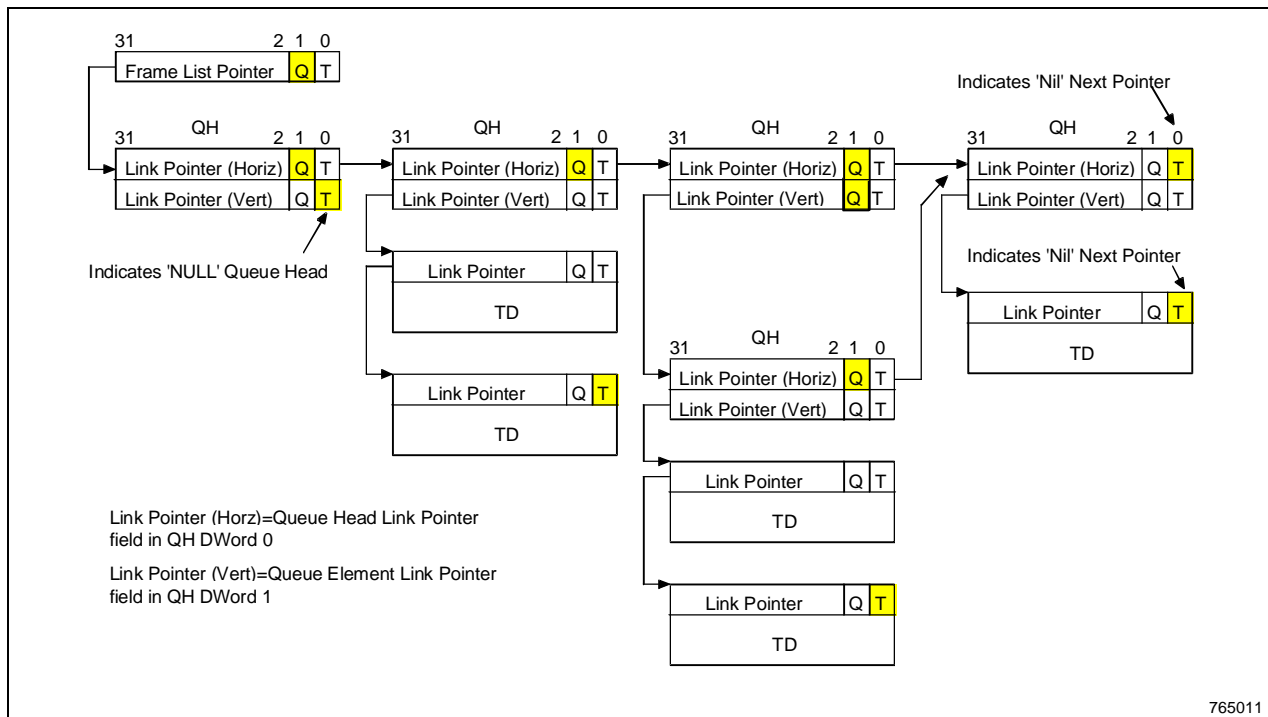 31 2 1 0
Frame List Pointer Q T
Indicates 'Nil' Next Pointer
QH
31 2 1 0
Link Pointer (Horiz) Q T
Link Pointer (Vert) Q T
Indicates 'NULL' Queue Head
QH
31 2 1 0
Link Pointer (Horiz) Q T
Link Pointer (Vert) Q T
Link Pointer Q T
TD
Link Pointer Q T
TD
QH
31 2 1 0
Link Pointer (Horiz) Q T
Link Pointer (Vert) Q T
QH
31 2 1 0
Link Pointer (Horiz) Q T
Link Pointer (Vert) Q T
Link Pointer Q T
TD
Link Pointer Q T
TD
QH
31 2 1 0
Link Pointer (Horiz) Q T
Link Pointer (Vert) Q T
Indicates 'Nil' Next Pointer
Link Pointer Q T
TD
Link Pointer (Horz)=Queue Head Link Pointer
field in QH DWord 0
Link Pointer (Vert)=Queue Element Link Pointer
field in QH DWord 1
765011